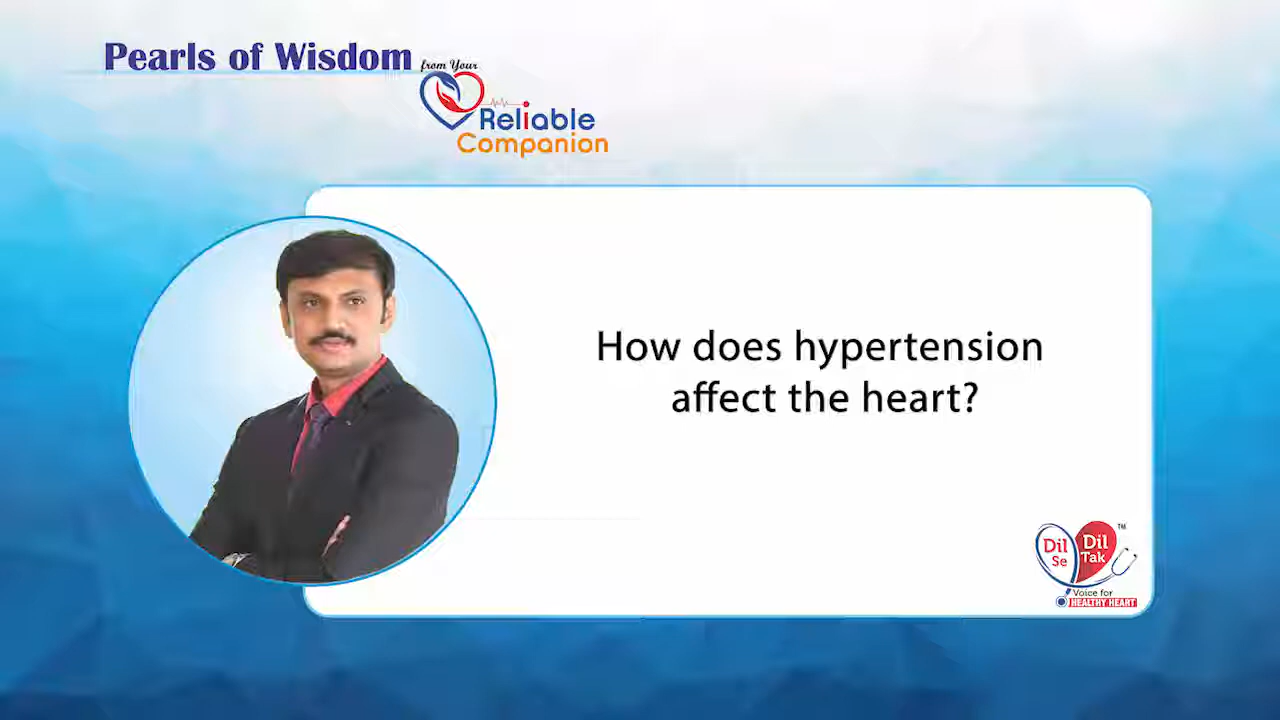 Pearls of Wisdom
from Your
Reliable
Companion
How does hypertension
affect the heart?
Dil Se
Dil Tak
TM
Voice for
HEALTHY HEART